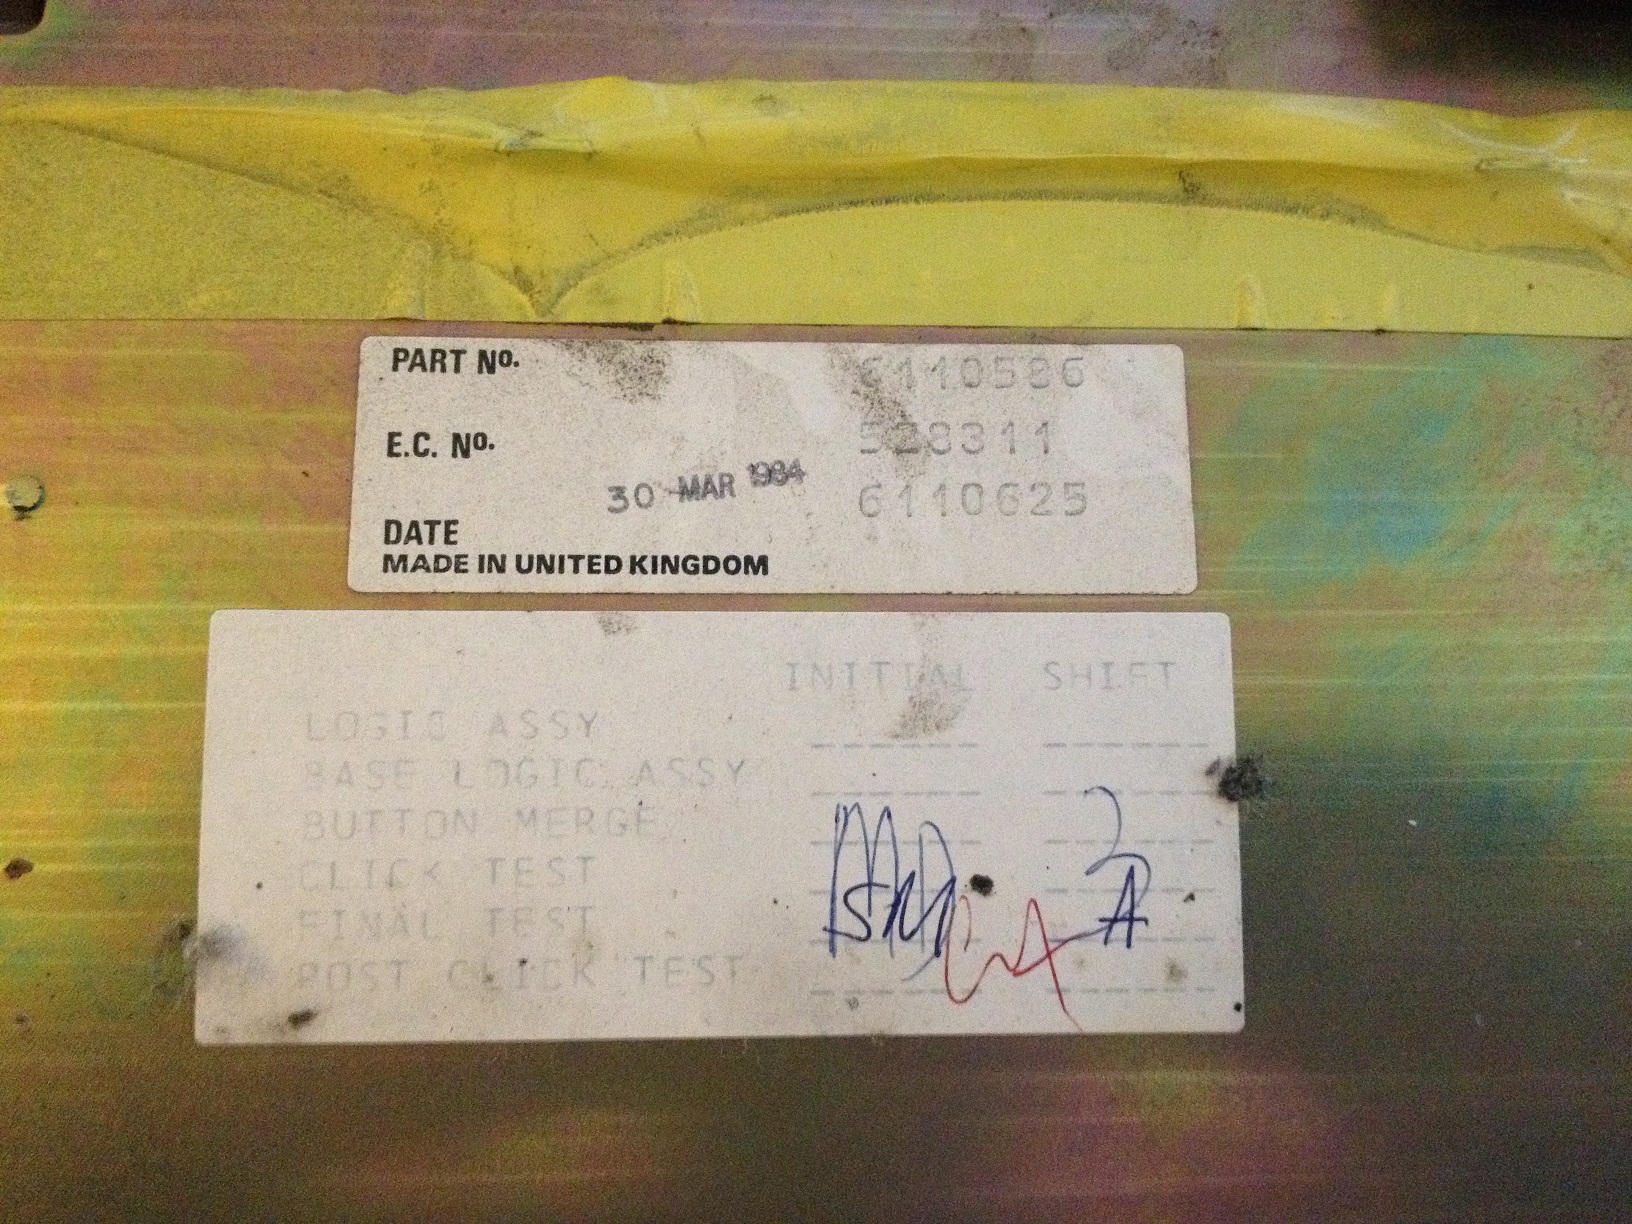 PART No. 6110586
E.C. No. 528311
30 MAR 1984 6110625
DATE
MADE IN UNITED KINGDOM
INITIAL SHIFT
LOGIC ASSY
BASE LOGIC ASSY
BUTTON MERGE
CLICK TEST
FINAL TEST
POST CLICK TEST